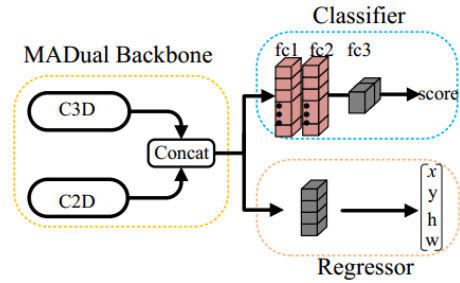 Classifier
MADual Backbone
fc1 fc2 fc3
C3D
Concat
C2D
score
x
y
h
w
Regressor